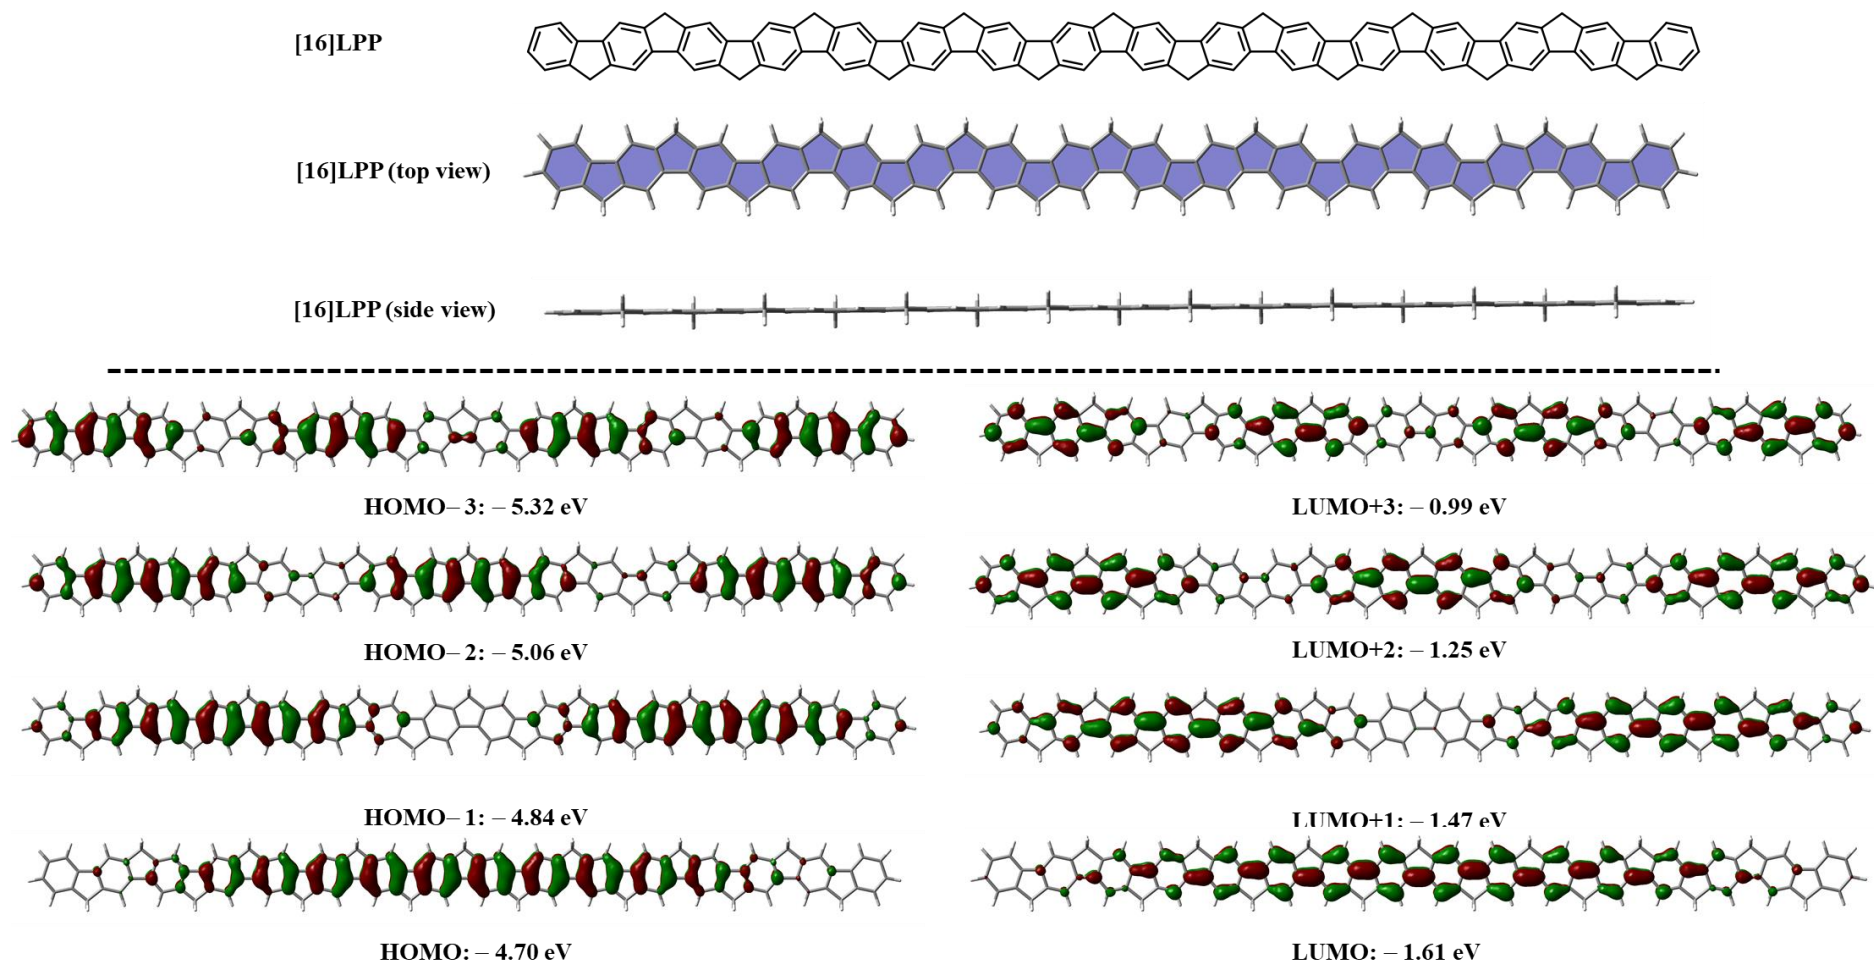 [16]LPP
[16]LPP (top view)
[16]LPP (side view)
HOMO– 3: – 5.32 eV
LUMO+3: – 0.99 eV
HOMO– 2: – 5.06 eV
LUMO+2: – 1.25 eV
HOMO– 1: – 4.84 eV
LUMO+1: – 1.47 eV
HOMO: – 4.70 eV
LUMO: – 1.61 eV